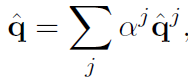 q̂ = ∑_j α^j q̂^j,